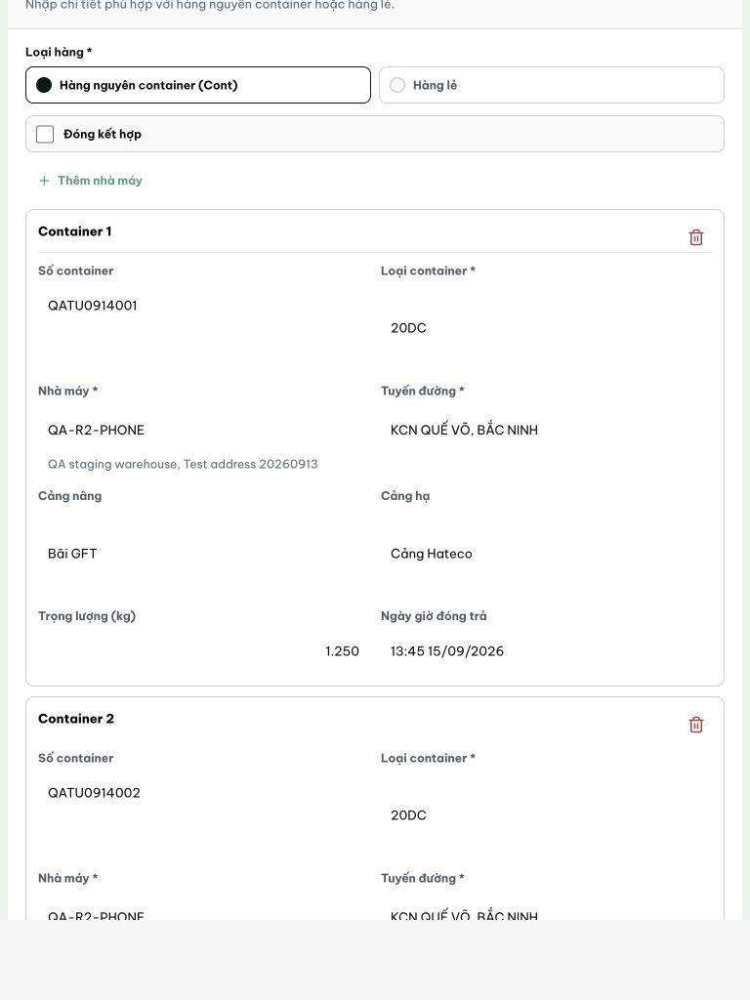 Nhập chi tiết phù hợp với hàng nguyên container hoặc hàng lẻ.
Loại hàng *
Hàng nguyên container (Cont)
Hàng lẻ
Đóng kết hợp
+ Thêm nhà máy
Container 1
Số container
Loại container *
QATU0914001
20DC
Nhà máy *
Tuyến đường *
QA-R2-PHONE
KCN QUẾ VÕ, BẮC NINH
QA staging warehouse, Test address 20260913
Cảng nâng
Cảng hạ
Bãi GFT
Cảng Hateco
Trọng lượng (kg)
Ngày giờ đóng trả
1.250
13:45 15/09/2026
Container 2
Số container
Loại container *
QATU0914002
20DC
Nhà máy *
Tuyến đường *
QA-R2-PHONE
KCN QUẾ VÕ, BẮC NINH